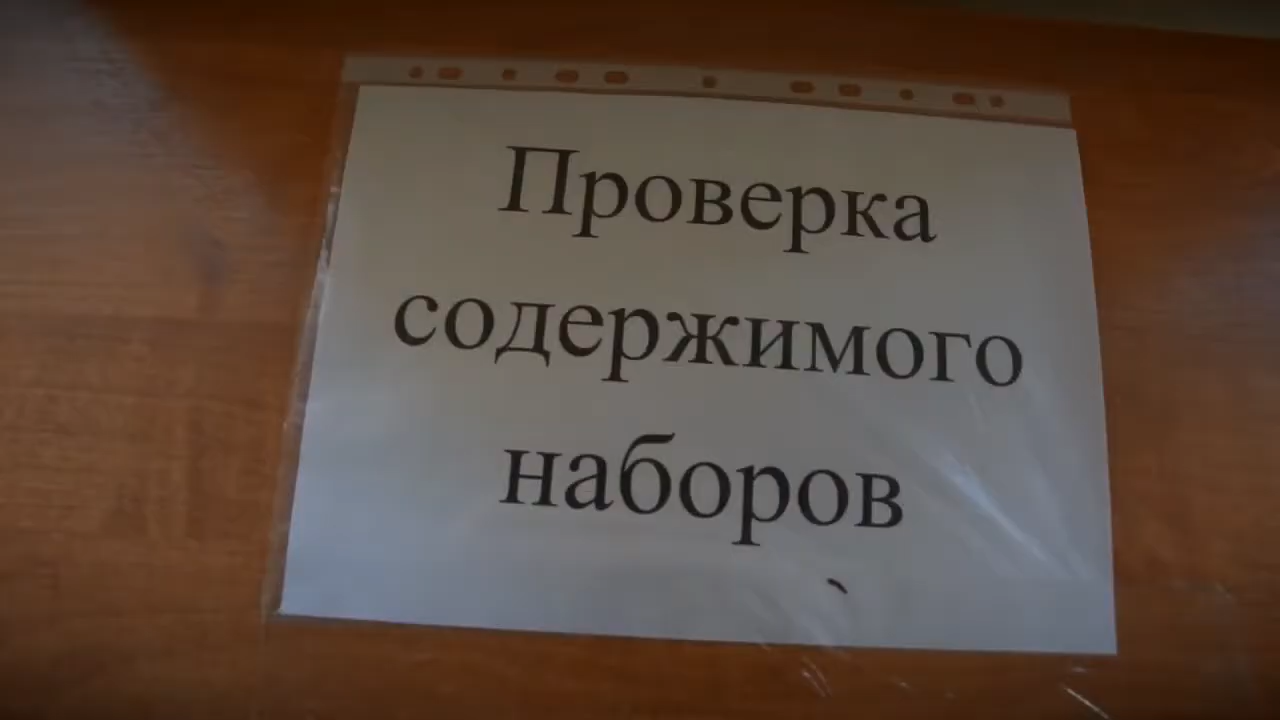 Проверка
содержимого
наборов